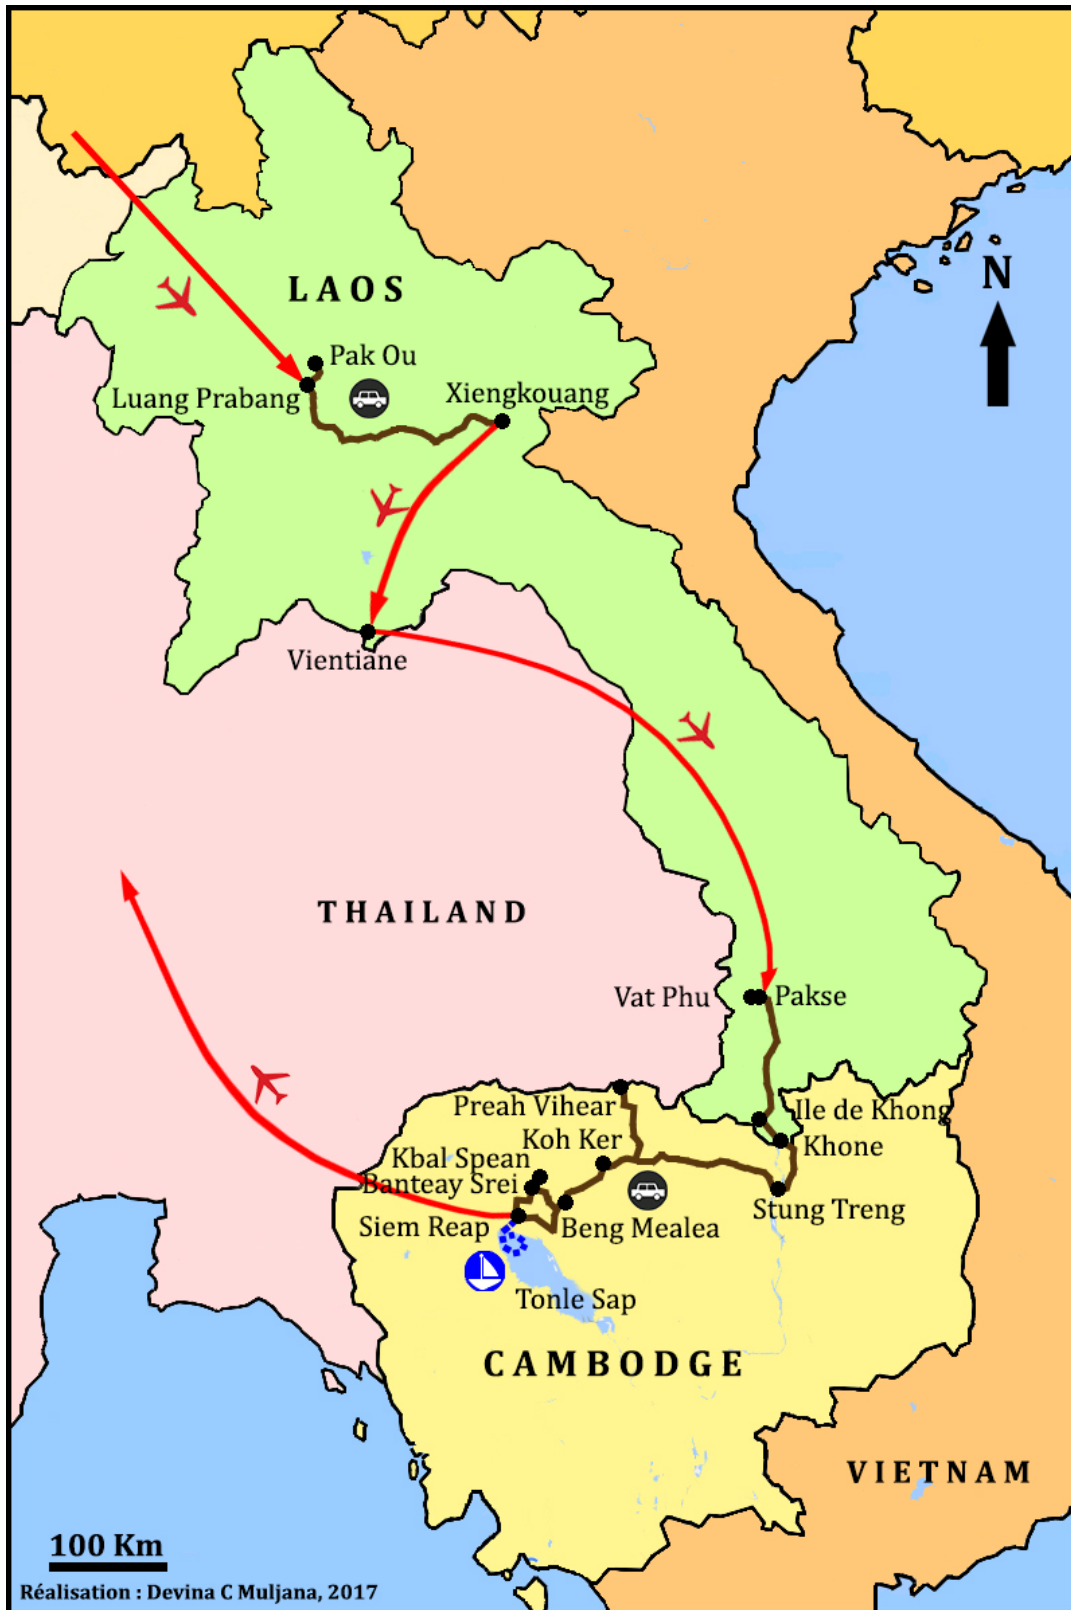 N
LAOS
Pak Ou
Luang Prabang
Xiengkouang
Vientiane
THAILAND
Vat Phu
Pakse
Preah Vihear
Ile de Khong
Koh Ker
Khone
Kbal Spean
Banteay Srei
Stung Treng
Siem Reap
Beng Mealea
Tonle Sap
CAMBODGE
VIETNAM
100 Km
Réalisation : Devina C Muljana, 2017